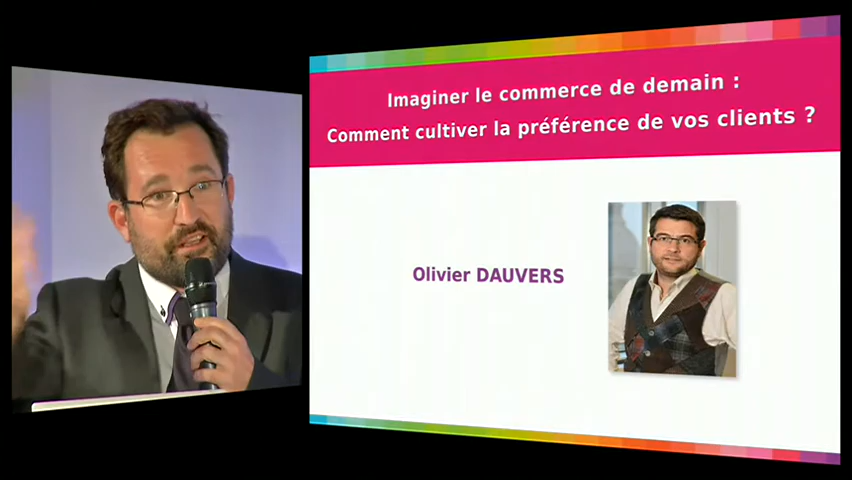 Imaginer le commerce de demain :
Comment cultiver la préférence de vos clients ?
Olivier DAUVERS